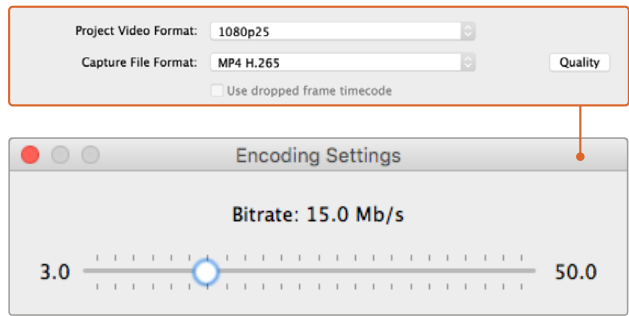 Project Video Format: 1080p25
Capture File Format: MP4 H.265 Quality
Use dropped frame timecode
Encoding Settings
Bitrate: 15.0 Mb/s
3.0 50.0